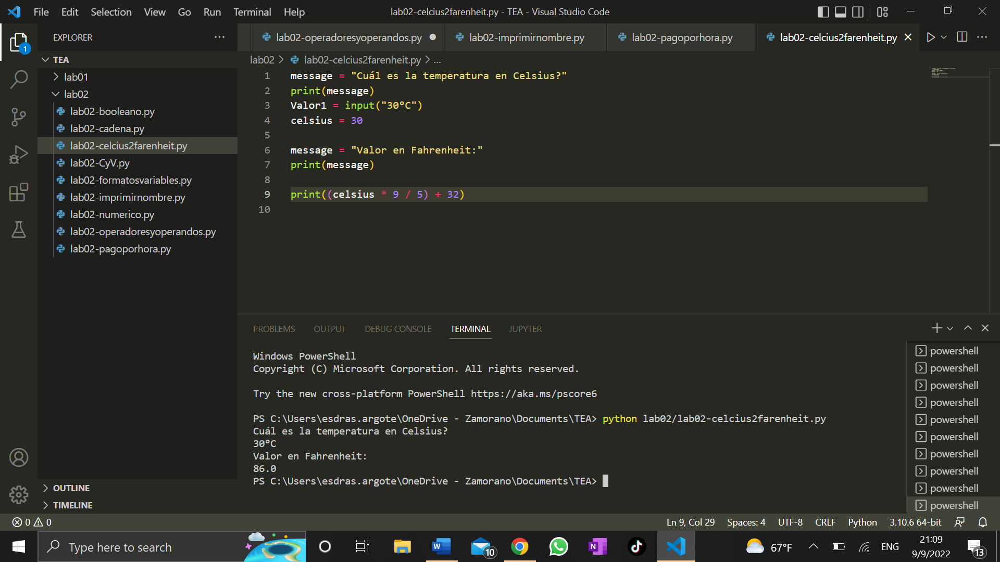 File Edit Selection View Go Run Terminal Help
lab02-celcius2farenheit.py - TEA - Visual Studio Code
EXPLORER
1
TEA
lab01
lab02
lab02-booleano.py
lab02-cadena.py
lab02-celcius2farenheit.py
lab02-CyV.py
lab02-formatosvariables.py
lab02-imprimirnombre.py
lab02-numerico.py
lab02-operadoresyoperandos.py
lab02-pagoporhora.py
OUTLINE
TIMELINE
lab02-operadoresyoperandos.py lab02-imprimirnombre.py lab02-pagoporhora.py lab02-celcius2farenheit.py
lab02 > lab02-celcius2farenheit.py > ...
1 message = "Cuál es la temperatura en Celsius?"
2 print(message)
3 Valor1 = input("30°C")
4 celsius = 30
5
6 message = "Valor en Fahrenheit:"
7 print(message)
8
9 print((celsius * 9 / 5) + 32)
10
PROBLEMS OUTPUT DEBUG CONSOLE TERMINAL JUPYTER
Windows PowerShell
Copyright (C) Microsoft Corporation. All rights reserved.
Try the new cross-platform PowerShell https://aka.ms/pscore6
PS C:\Users\esdras.argote\OneDrive - Zamorano\Documents\TEA> python lab02/lab02-celcius2farenheit.py
Cuál es la temperatura en Celsius?
30°C
Valor en Fahrenheit:
86.0
PS C:\Users\esdras.argote\OneDrive - Zamorano\Documents\TEA>
powershell
powershell
powershell
powershell
powershell
powershell
powershell
powershell
powershell
powershell
0 0
Ln 9, Col 29 Spaces: 4 UTF-8 CRLF Python 3.10.6 64-bit
Type here to search
W
10
N
67°F
ENG
21:09
9/9/2022
13